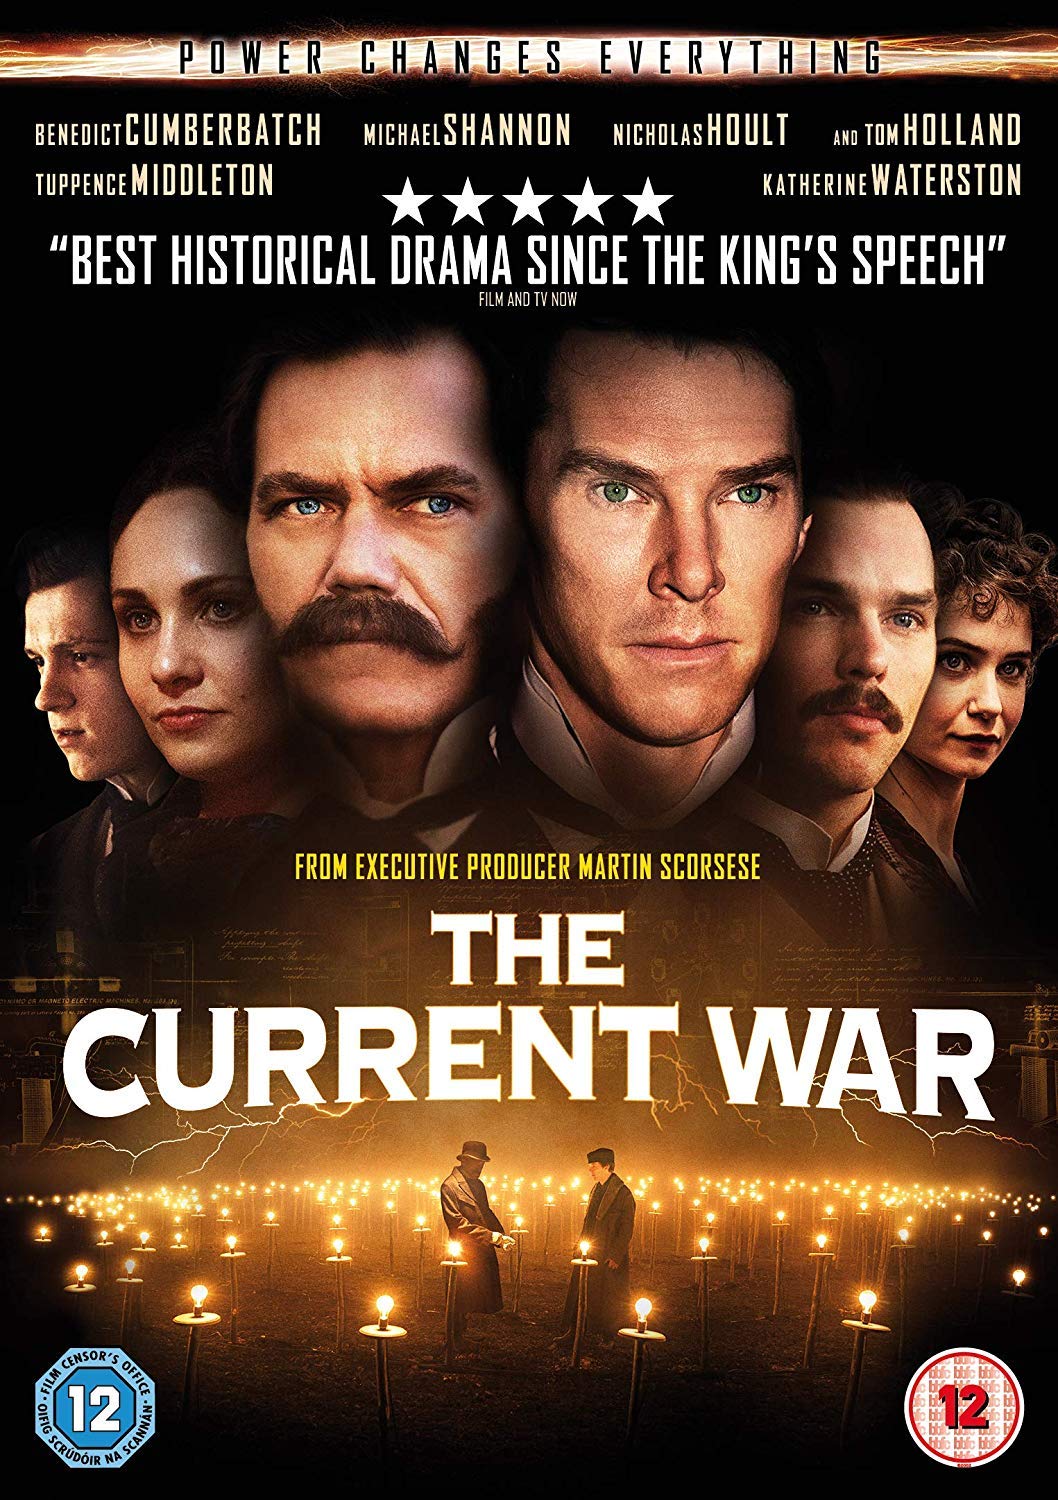 POWER CHANGES EVERYTHING
BENEDICT CUMBERBATCH MICHAEL SHANNON NICHOLAS HOULT AND TOM HOLLAND
TUPPENCE MIDDLETON KATHERINE WATERSTON
“BEST HISTORICAL DRAMA SINCE THE KING'S SPEECH”
FILM AND TV NOW
FROM EXECUTIVE PRODUCER MARTIN SCORSESE
THE
CURRENT WAR
FILM CENSOR'S OFFICE
12
OIFIG SCRÚDÓIR NA SCANNÁN
12